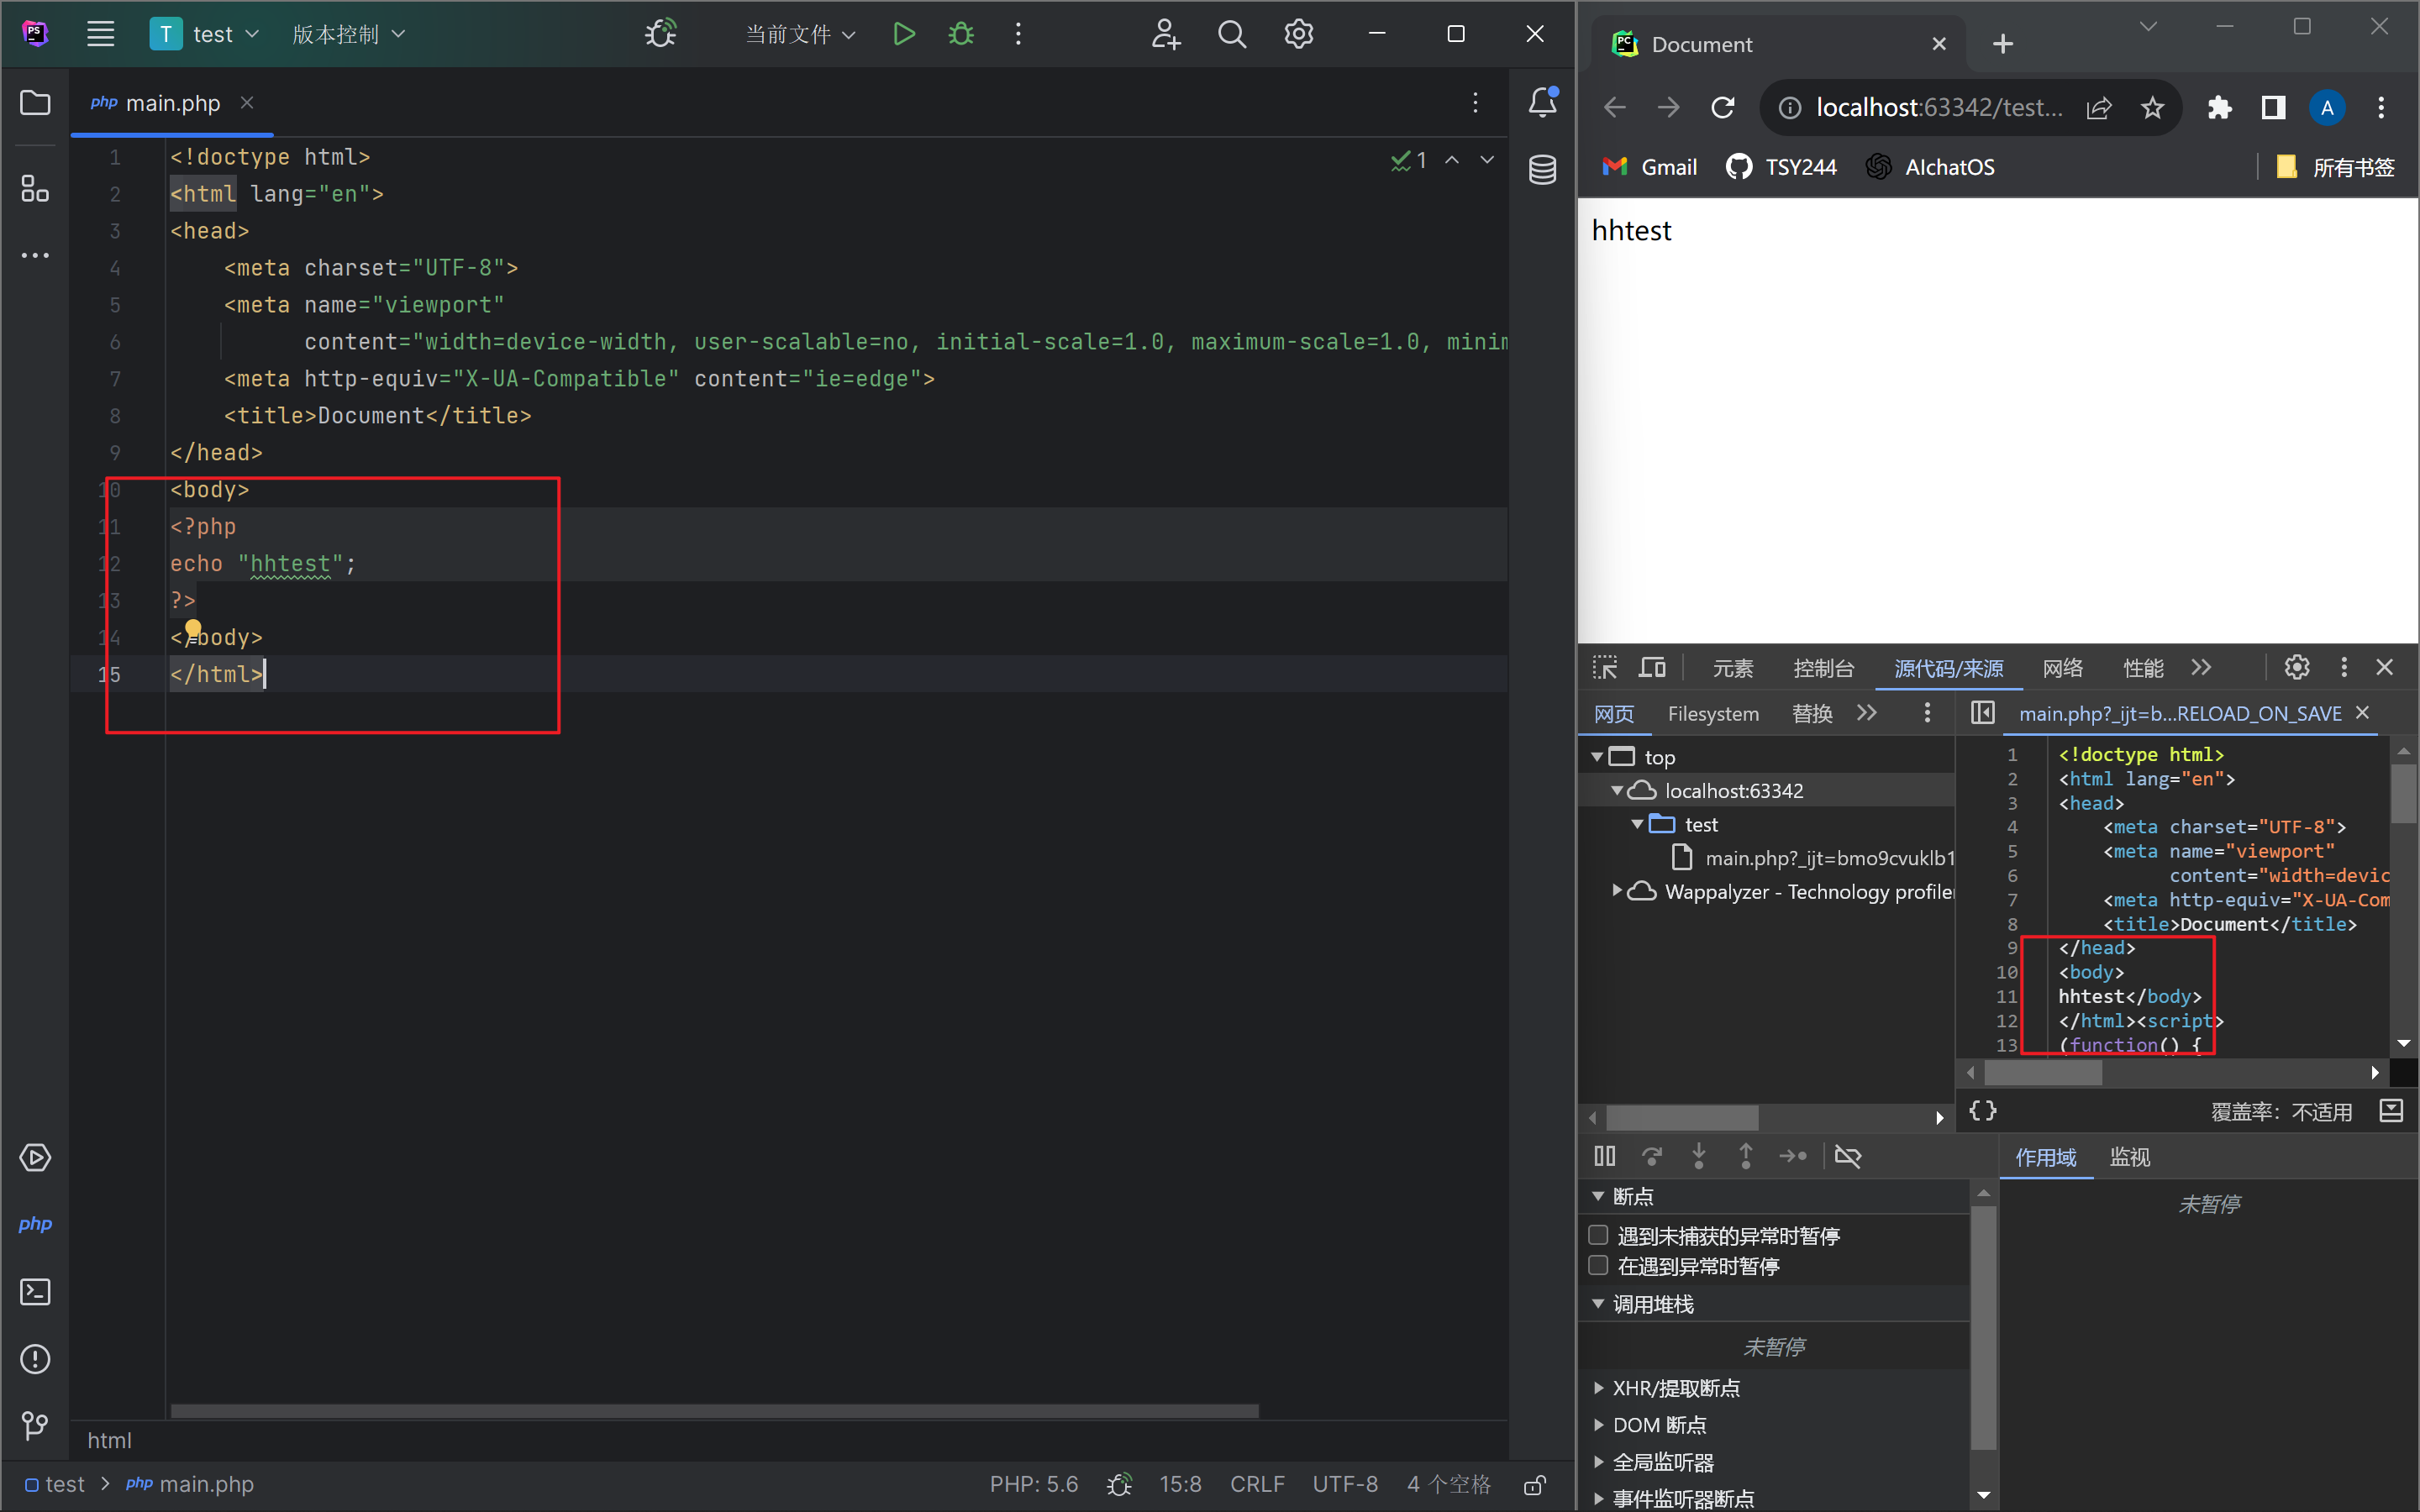 PS
T test 版本控制
当前文件
php main.php
1 <!doctype html>
2 <html lang="en">
3 <head>
4 <meta charset="UTF-8">
5 <meta name="viewport"
6 content="width=device-width, user-scalable=no, initial-scale=1.0, maximum-scale=1.0, minim
7 <meta http-equiv="X-UA-Compatible" content="ie=edge">
8 <title>Document</title>
9 </head>
10 <body>
11 <?php
12 echo "hhtest";
13 ?>
14 </body>
15 </html>
1
php
html
test > php main.php
PHP: 5.6 15:8 CRLF UTF-8 4 个空格
PC Document
localhost:63342/test...
A
Gmail TSY244 AIchatOS 所有书签
hhtest
元素 控制台 源代码/来源 网络 性能
网页 Filesystem 替换
main.php?_ijt=b...RELOAD_ON_SAVE
top
localhost:63342
test
main.php?_ijt=bmo9cvuklb1
Wappalyzer - Technology profiler
1 <!doctype html>
2 <html lang="en">
3 <head>
4 <meta charset="UTF-8">
5 <meta name="viewport"
6 content="width=devic
7 <meta http-equiv="X-UA-Com
8 <title>Document</title>
9 </head>
10 <body>
11 hhtest</body>
12 </html><script>
13 (function() {
{} 覆盖率: 不适用
断点
遇到未捕获的异常时暂停
在遇到异常时暂停
调用堆栈
未暂停
XHR/提取断点
DOM 断点
全局监听器
事件监听器断点
作用域 监视
未暂停